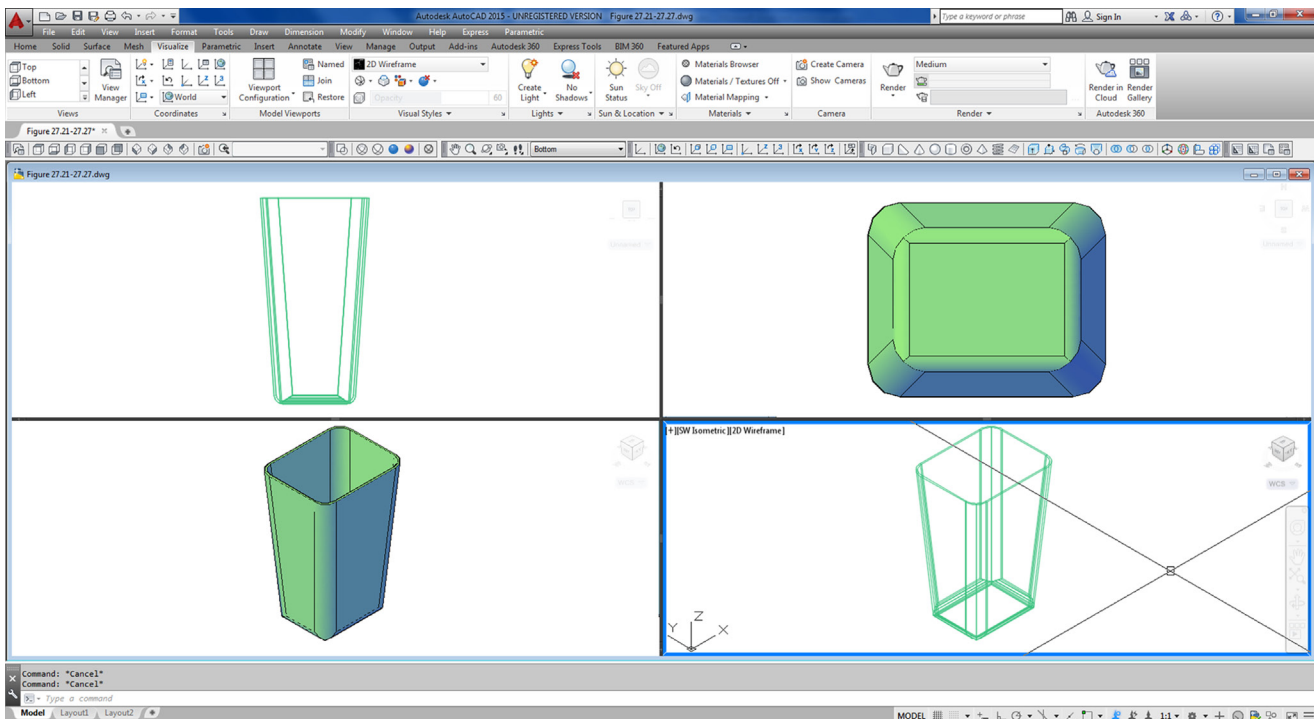 Autodesk AutoCAD 2015 - UNREGISTERED VERSION Figure 27.21-27.27.dwg
Type a keyword or phrase
Sign In
File Edit View Insert Format Tools Draw Dimension Modify Window Help Express Parametric
Home Solid Surface Mesh Visualize Parametric Insert Annotate View Manage Output Add-ins Autodesk 360 Express Tools BIM 360 Featured Apps
Top
Bottom
Left
View Manager
World
Viewport Configuration
Named
Join
Restore
2D Wireframe
Opacity 60
Create Light
No Shadows
Sun Status
Sky Off
Materials Browser
Materials / Textures Off
Material Mapping
Create Camera
Show Cameras
Render
Medium
Render in Cloud
Render Gallery
Views Coordinates Model Viewports Visual Styles Lights Sun & Location Materials Camera Render Autodesk 360
Figure 27.21-27.27*
Bottom
Figure 27.21-27.27.dwg
Unnamed
Unnamed
WCS
[+][SW Isometric][2D Wireframe]
WCS
Z
Y X
Command: *Cancel*
Command: *Cancel*
Type a command
Model Layout1 Layout2
MODEL 1:1